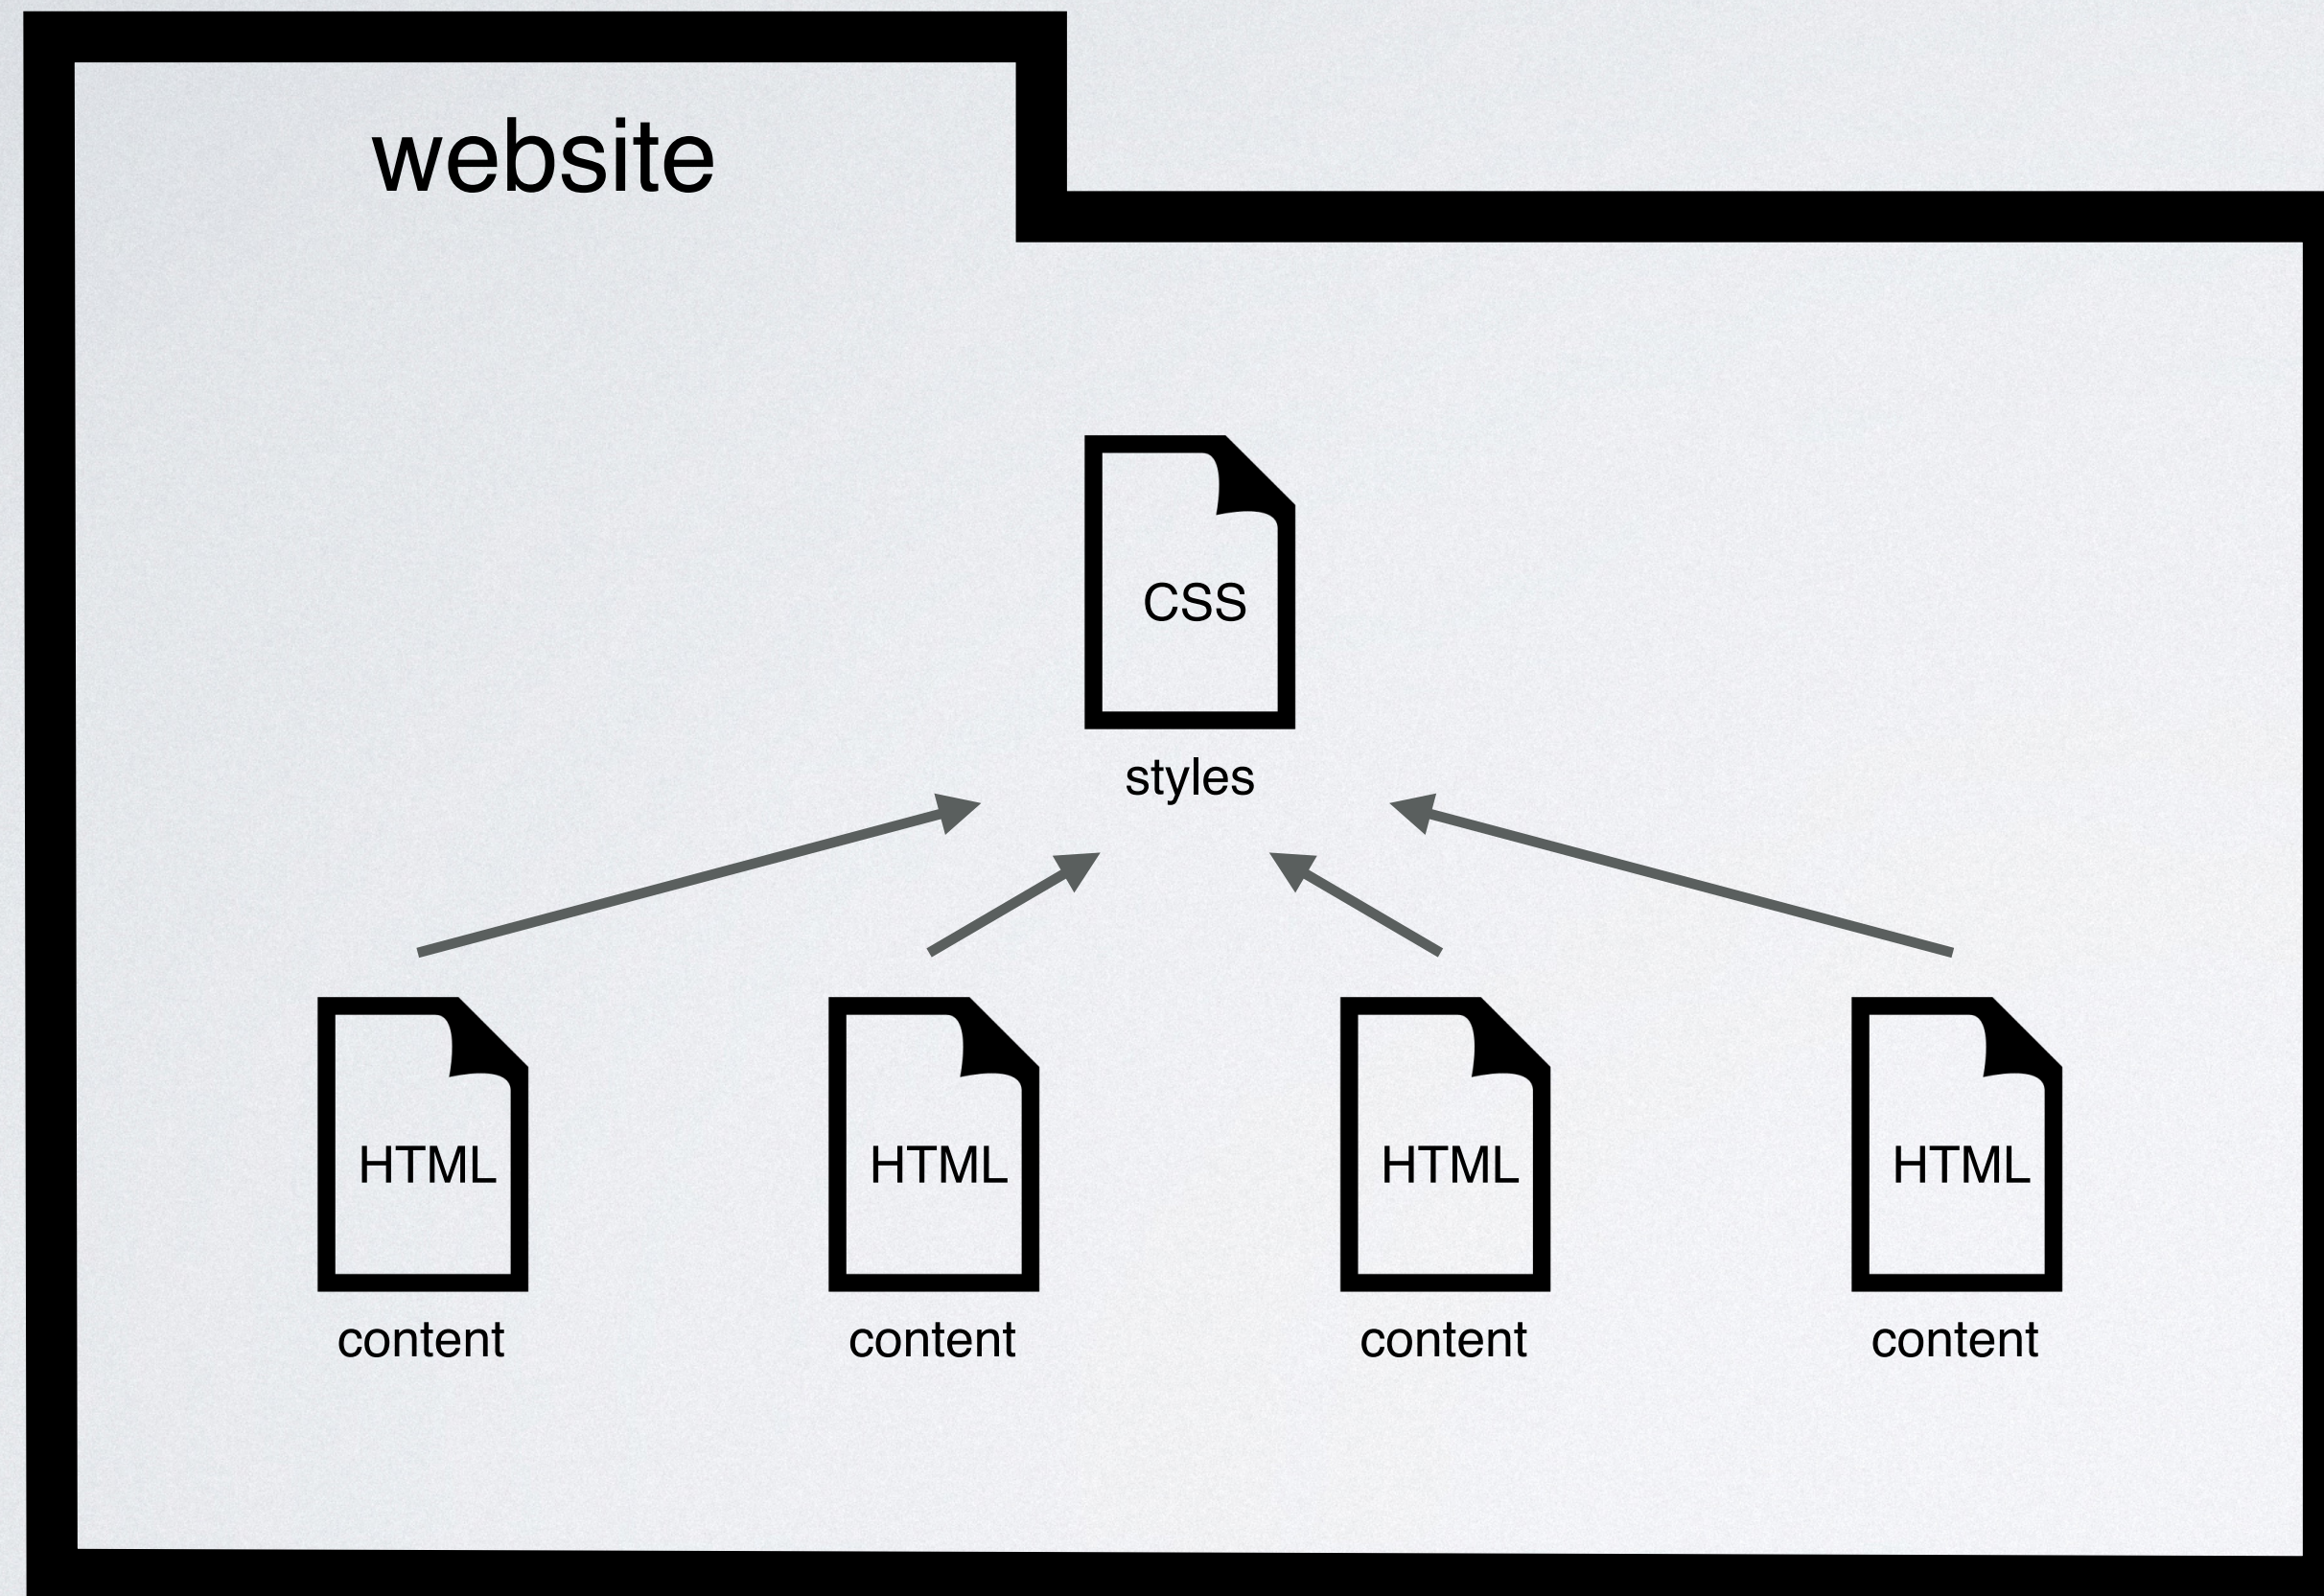 website
CSS
styles
HTML
HTML
HTML
HTML
content
content
content
content